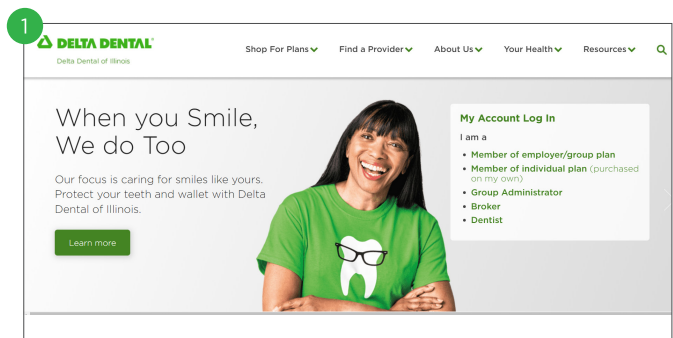 1
DELTA DENTAL®
Delta Dental of Illinois
Shop For Plans
Find a Provider
About Us
Your Health
Resources
When you Smile,
We do Too
Our focus is caring for smiles like yours.
Protect your teeth and wallet with Delta
Dental of Illinois.
Learn more
My Account Log In
I am a
• Member of employer/group plan
• Member of individual plan (purchased
on my own)
• Group Administrator
• Broker
• Dentist